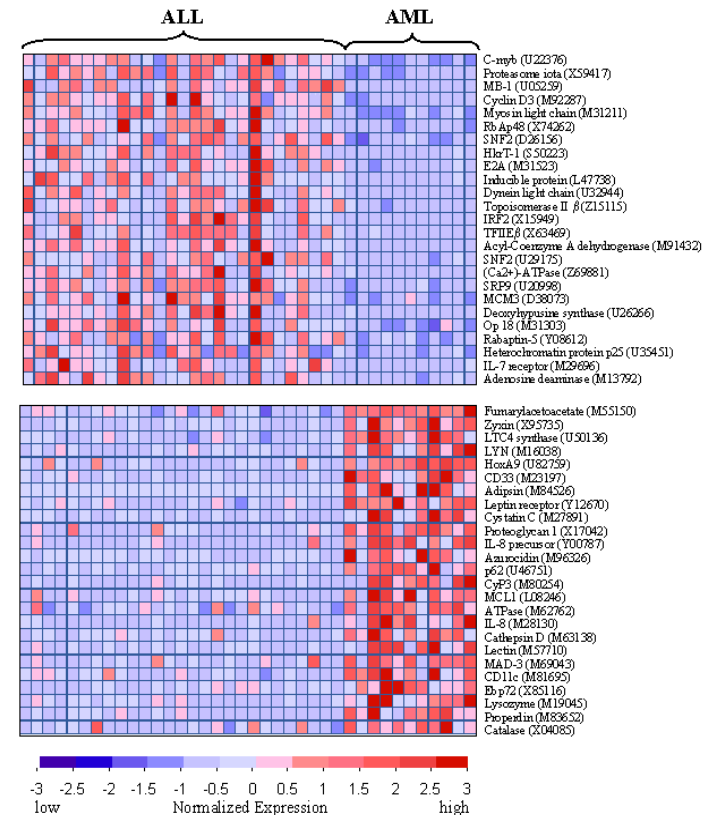 ALL AML
C-myb (U22376)
Proteasome iota (X59417)
MB-1 (U05259)
Cyclin D3 (M92287)
Myosin light chain (M31211)
RbAp48 (X74262)
SNF2 (D26156)
HkrT-1 (S50223)
E2A (M31523)
Inducible protein (L47738)
Dynein light chain (U32944)
Topoisomerase II β (Z15115)
IRF2 (X15949)
TFIIEβ (X63469)
Acyl-Coenzyme A dehydrogenase (M91432)
SNF2 (U29175)
(Ca2+)-ATPase (Z69881)
SRP9 (U20998)
MCM3 (D38073)
Deoxyhypusine synthase (U26266)
Op 18 (M31303)
Rabaptin-5 (Y08612)
Heterochromatin protein p25 (U35451)
IL-7 receptor (M29696)
Adenosine deaminase (M13792)
Fumarylacetoacetate (M55150)
Zyxin (X95735)
LTC4 synthase (U50136)
LYN (M16038)
HoxA9 (U82759)
CD33 (M23197)
Adipsin (M84526)
Leptin receptor (Y12670)
Cystatin C (M27891)
Proteoglycan 1 (X17042)
IL-8 precursor (Y00787)
Azurocidin (M96326)
p62 (U46751)
CyP3 (M80254)
MCL1 (L08246)
ATPase (M62762)
IL-8 (M28130)
Cathepsin D (M63138)
Lectin (M57710)
MAD-3 (M69043)
CD11c (M81695)
Ebp72 (X85116)
Lysozyme (M19045)
Properdin (M83652)
Catalase (X04085)
-3 -2.5 -2 -1.5 -1 -0.5 0 0.5 1 1.5 2 2.5 3
low Normalized Expression high